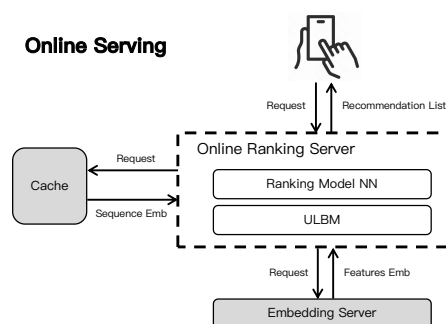 Online Serving
Request
Recommendation List
Online Ranking Server
Request
Ranking Model NN
Cache
Sequence Emb
ULBM
Request
Features Emb
Embedding Server